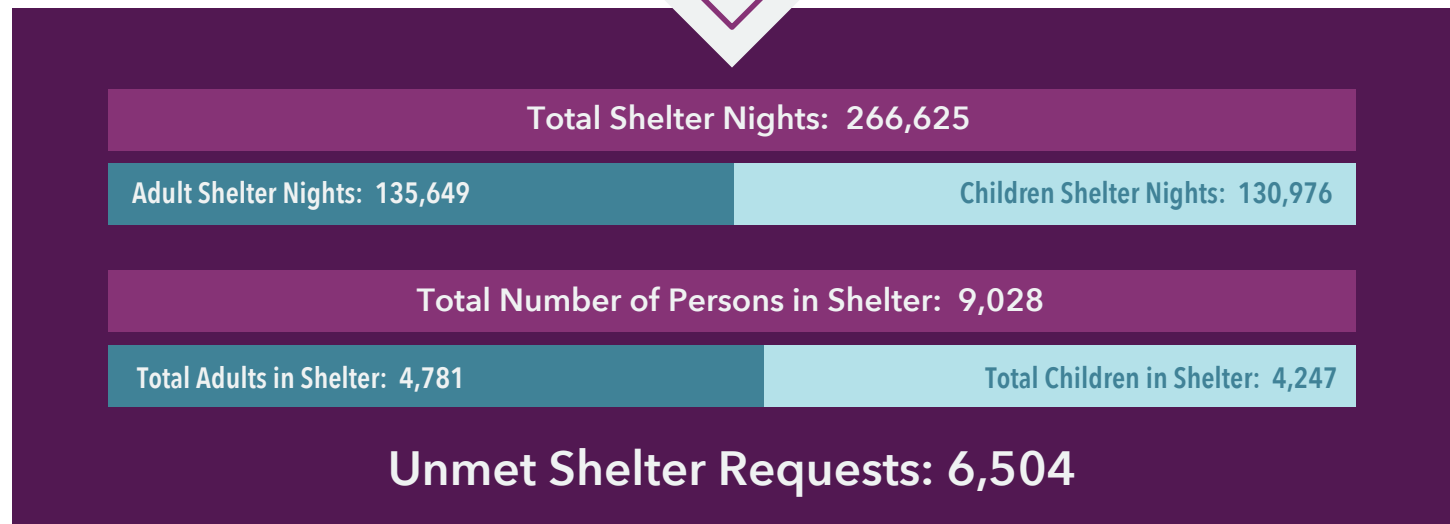 Total Shelter Nights: 266,625
Adult Shelter Nights: 135,649
Children Shelter Nights: 130,976
Total Number of Persons in Shelter: 9,028
Total Adults in Shelter: 4,781
Total Children in Shelter: 4,247
Unmet Shelter Requests: 6,504